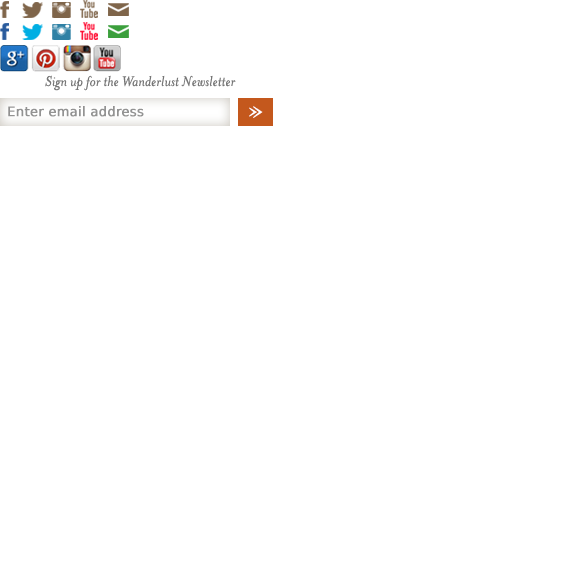 f You Tube
f You Tube
g+ You Tube
Sign up for the Wanderlust Newsletter
Enter email address